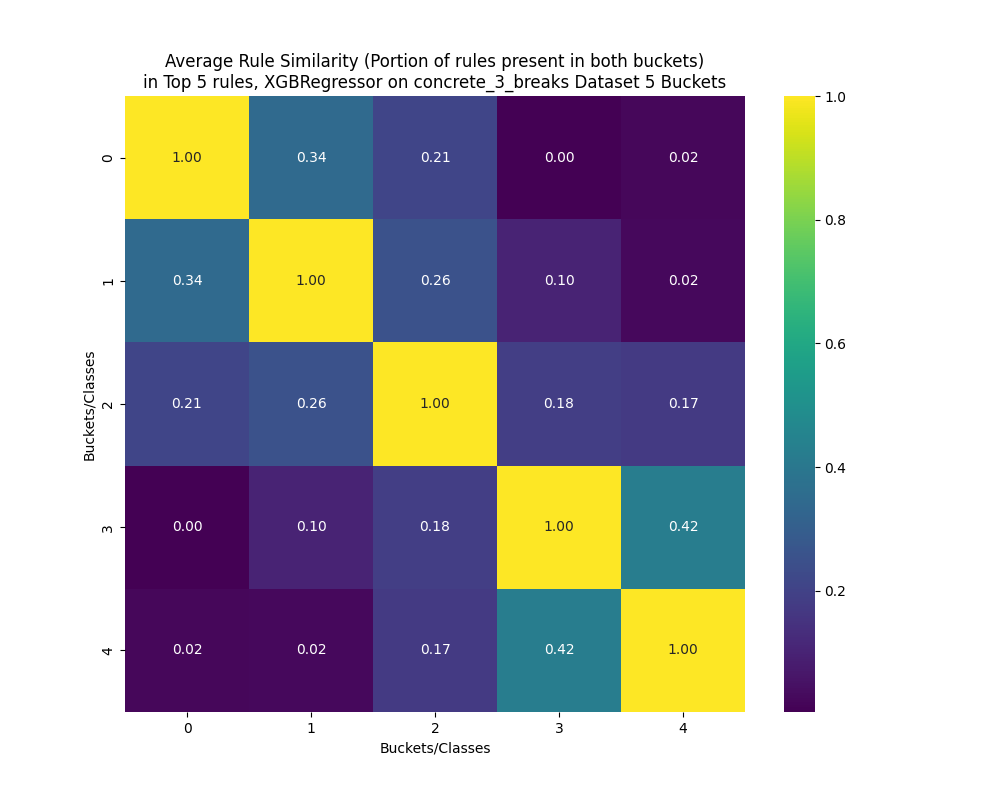 Average Rule Similarity (Portion of rules present in both buckets)
in Top 5 rules, XGBRegressor on concrete_3_breaks Dataset 5 Buckets
1.0
0 1.00 0.34 0.21 0.00 0.02
0.8
1 0.34 1.00 0.26 0.10 0.02
0.6
Buckets/Classes
2 0.21 0.26 1.00 0.18 0.17
0.4
3 0.00 0.10 0.18 1.00 0.42
0.2
4 0.02 0.02 0.17 0.42 1.00
0 1 2 3 4
Buckets/Classes